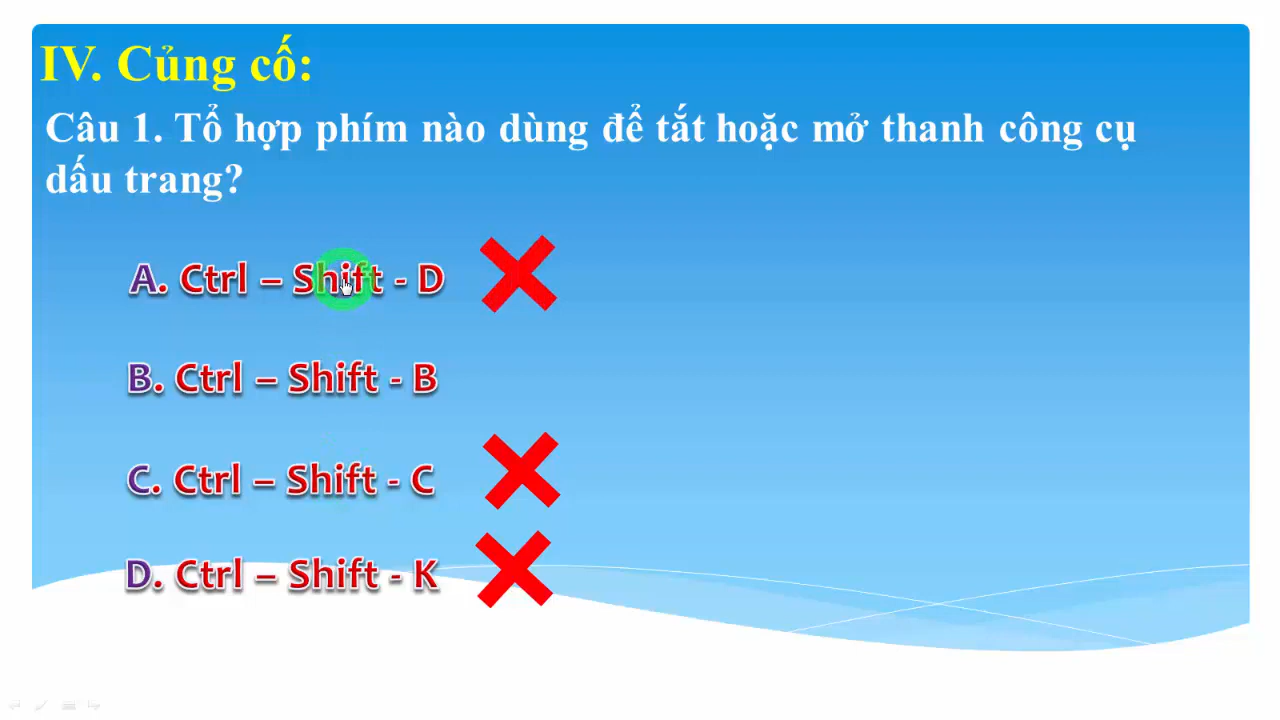 IV. Củng cố:
Câu 1. Tổ hợp phím nào dùng để tắt hoặc mở thanh công cụ
dấu trang?
A. Ctrl – Shift - D
B. Ctrl – Shift - B
C. Ctrl – Shift - C
D. Ctrl – Shift - K